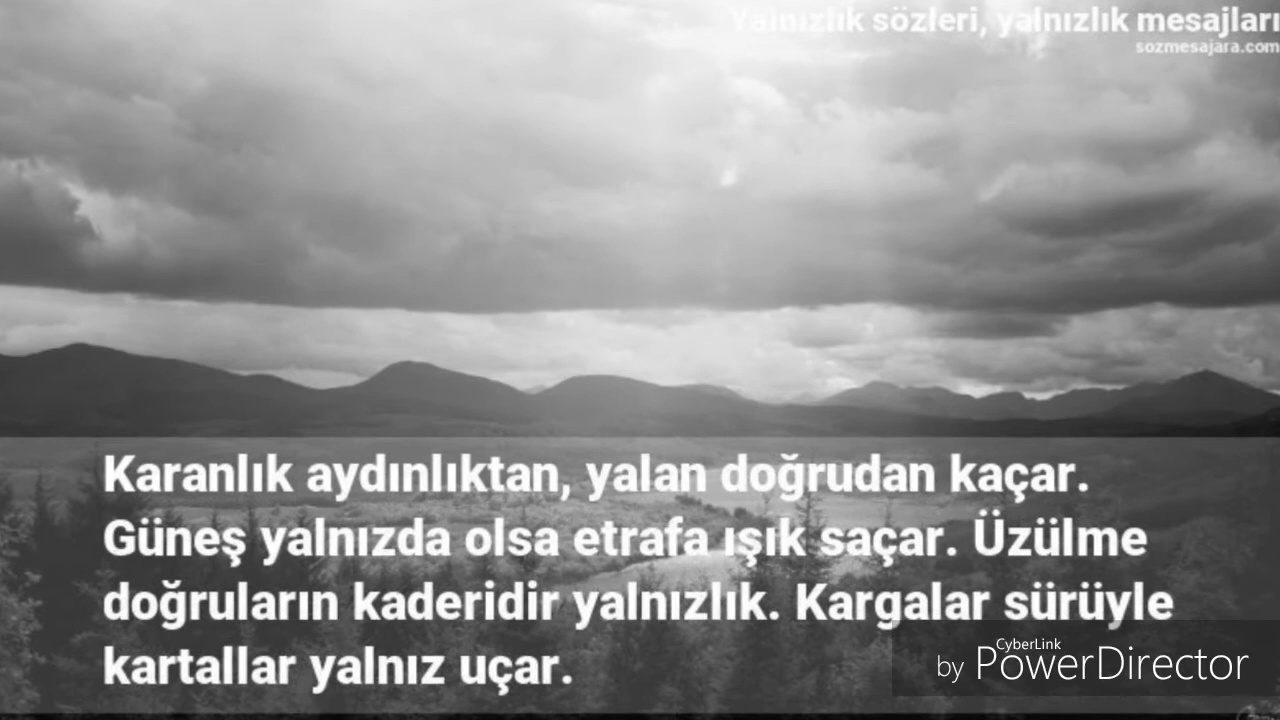 Yalnızlık sözleri, yalnızlık mesajları
sozmesajara.com
Karanlık aydınlıktan, yalan doğrudan kaçar.
Güneş yalnızda olsa etrafa ışık saçar. Üzülme
doğruların kaderidir yalnızlık. Kargalar sürüyle
kartallar yalnız uçar.
CyberLink
by PowerDirector